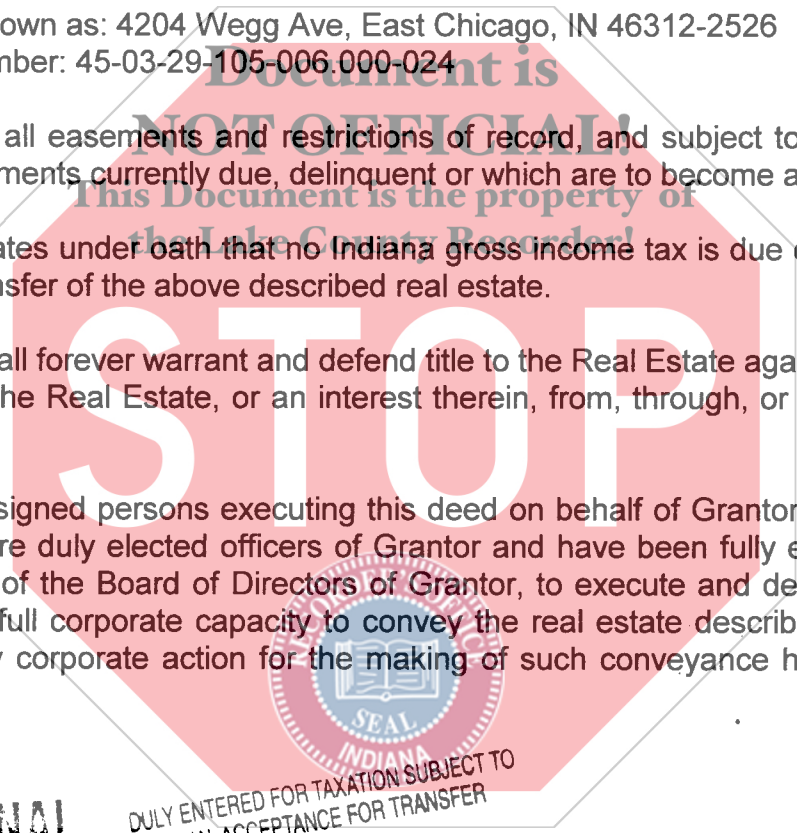 own as: 4204 Wegg Ave, East Chicago, IN 46312-2526
mber: 45-03-29-105-006.000-024
Document is
all easements and restrictions of record, and subject to
NOT OFFICIAL!
ments currently due, delinquent or which are to become a
This Document is the property of
ates under oath that no Indiana gross income tax is due
the Lake County Recorder!
nsfer of the above described real estate.
all forever warrant and defend title to the Real Estate aga
he Real Estate, or an interest therein, from, through, or
STOP
signed persons executing this deed on behalf of Grantor
re duly elected officers of Grantor and have been fully e
of the Board of Directors of Grantor, to execute and de
full corporate capacity to convey the real estate describ
y corporate action for the making of such conveyance h
SEAL
INDIANA
DULY ENTERED FOR TAXATION SUBJECT TO
ACCEPTANCE FOR TRANSFER